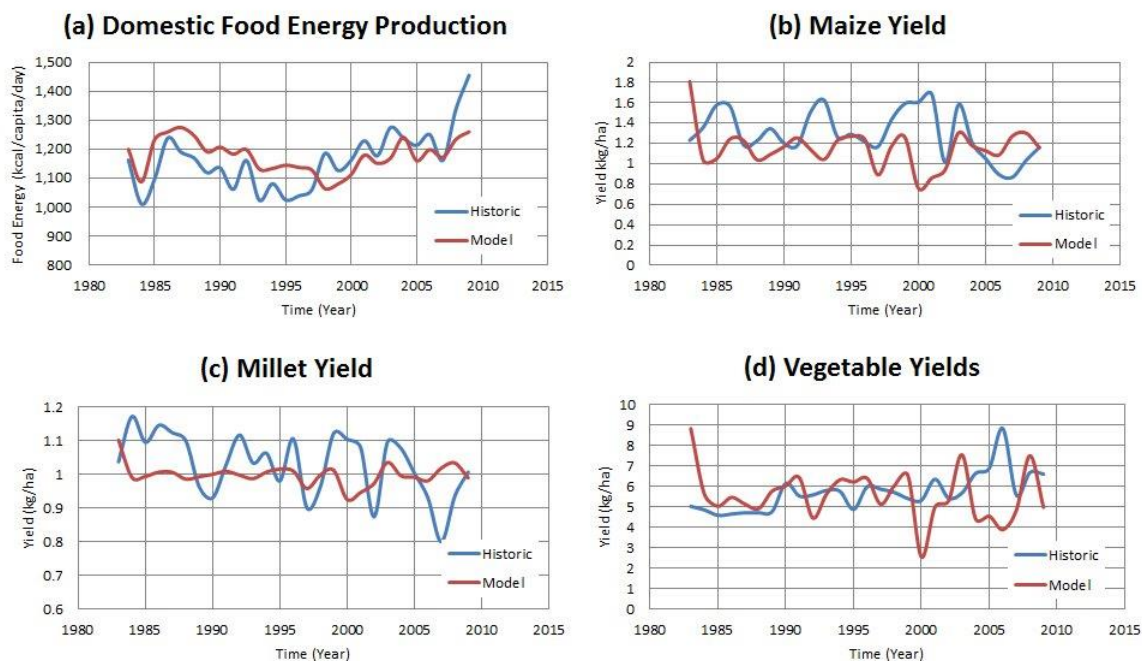 (a) Domestic Food Energy Production
Food Energy (kcal/capita/day)
1,500
1,400
1,300
1,200
1,100
1,000
900
800
1980 1985 1990 1995 2000 2005 2010 2015
Time (Year)
Historic
Model
(b) Maize Yield
Yield kkg/ha)
2
1.8
1.6
1.4
1.2
1
0.8
0.6
0.4
0.2
0
1980 1985 1990 1995 2000 2005 2010 2015
Time (Year)
Historic
Model
(c) Millet Yield
Yield (kg/ha)
1.2
1.1
1
0.9
0.8
0.7
0.6
1980 1985 1990 1995 2000 2005 2010 2015
Time (Year)
Historic
Model
(d) Vegetable Yields
Yield (kg/ha)
10
9
8
7
6
5
4
3
2
1
0
1980 1985 1990 1995 2000 2005 2010 2015
Time (Year)
Historic
Model